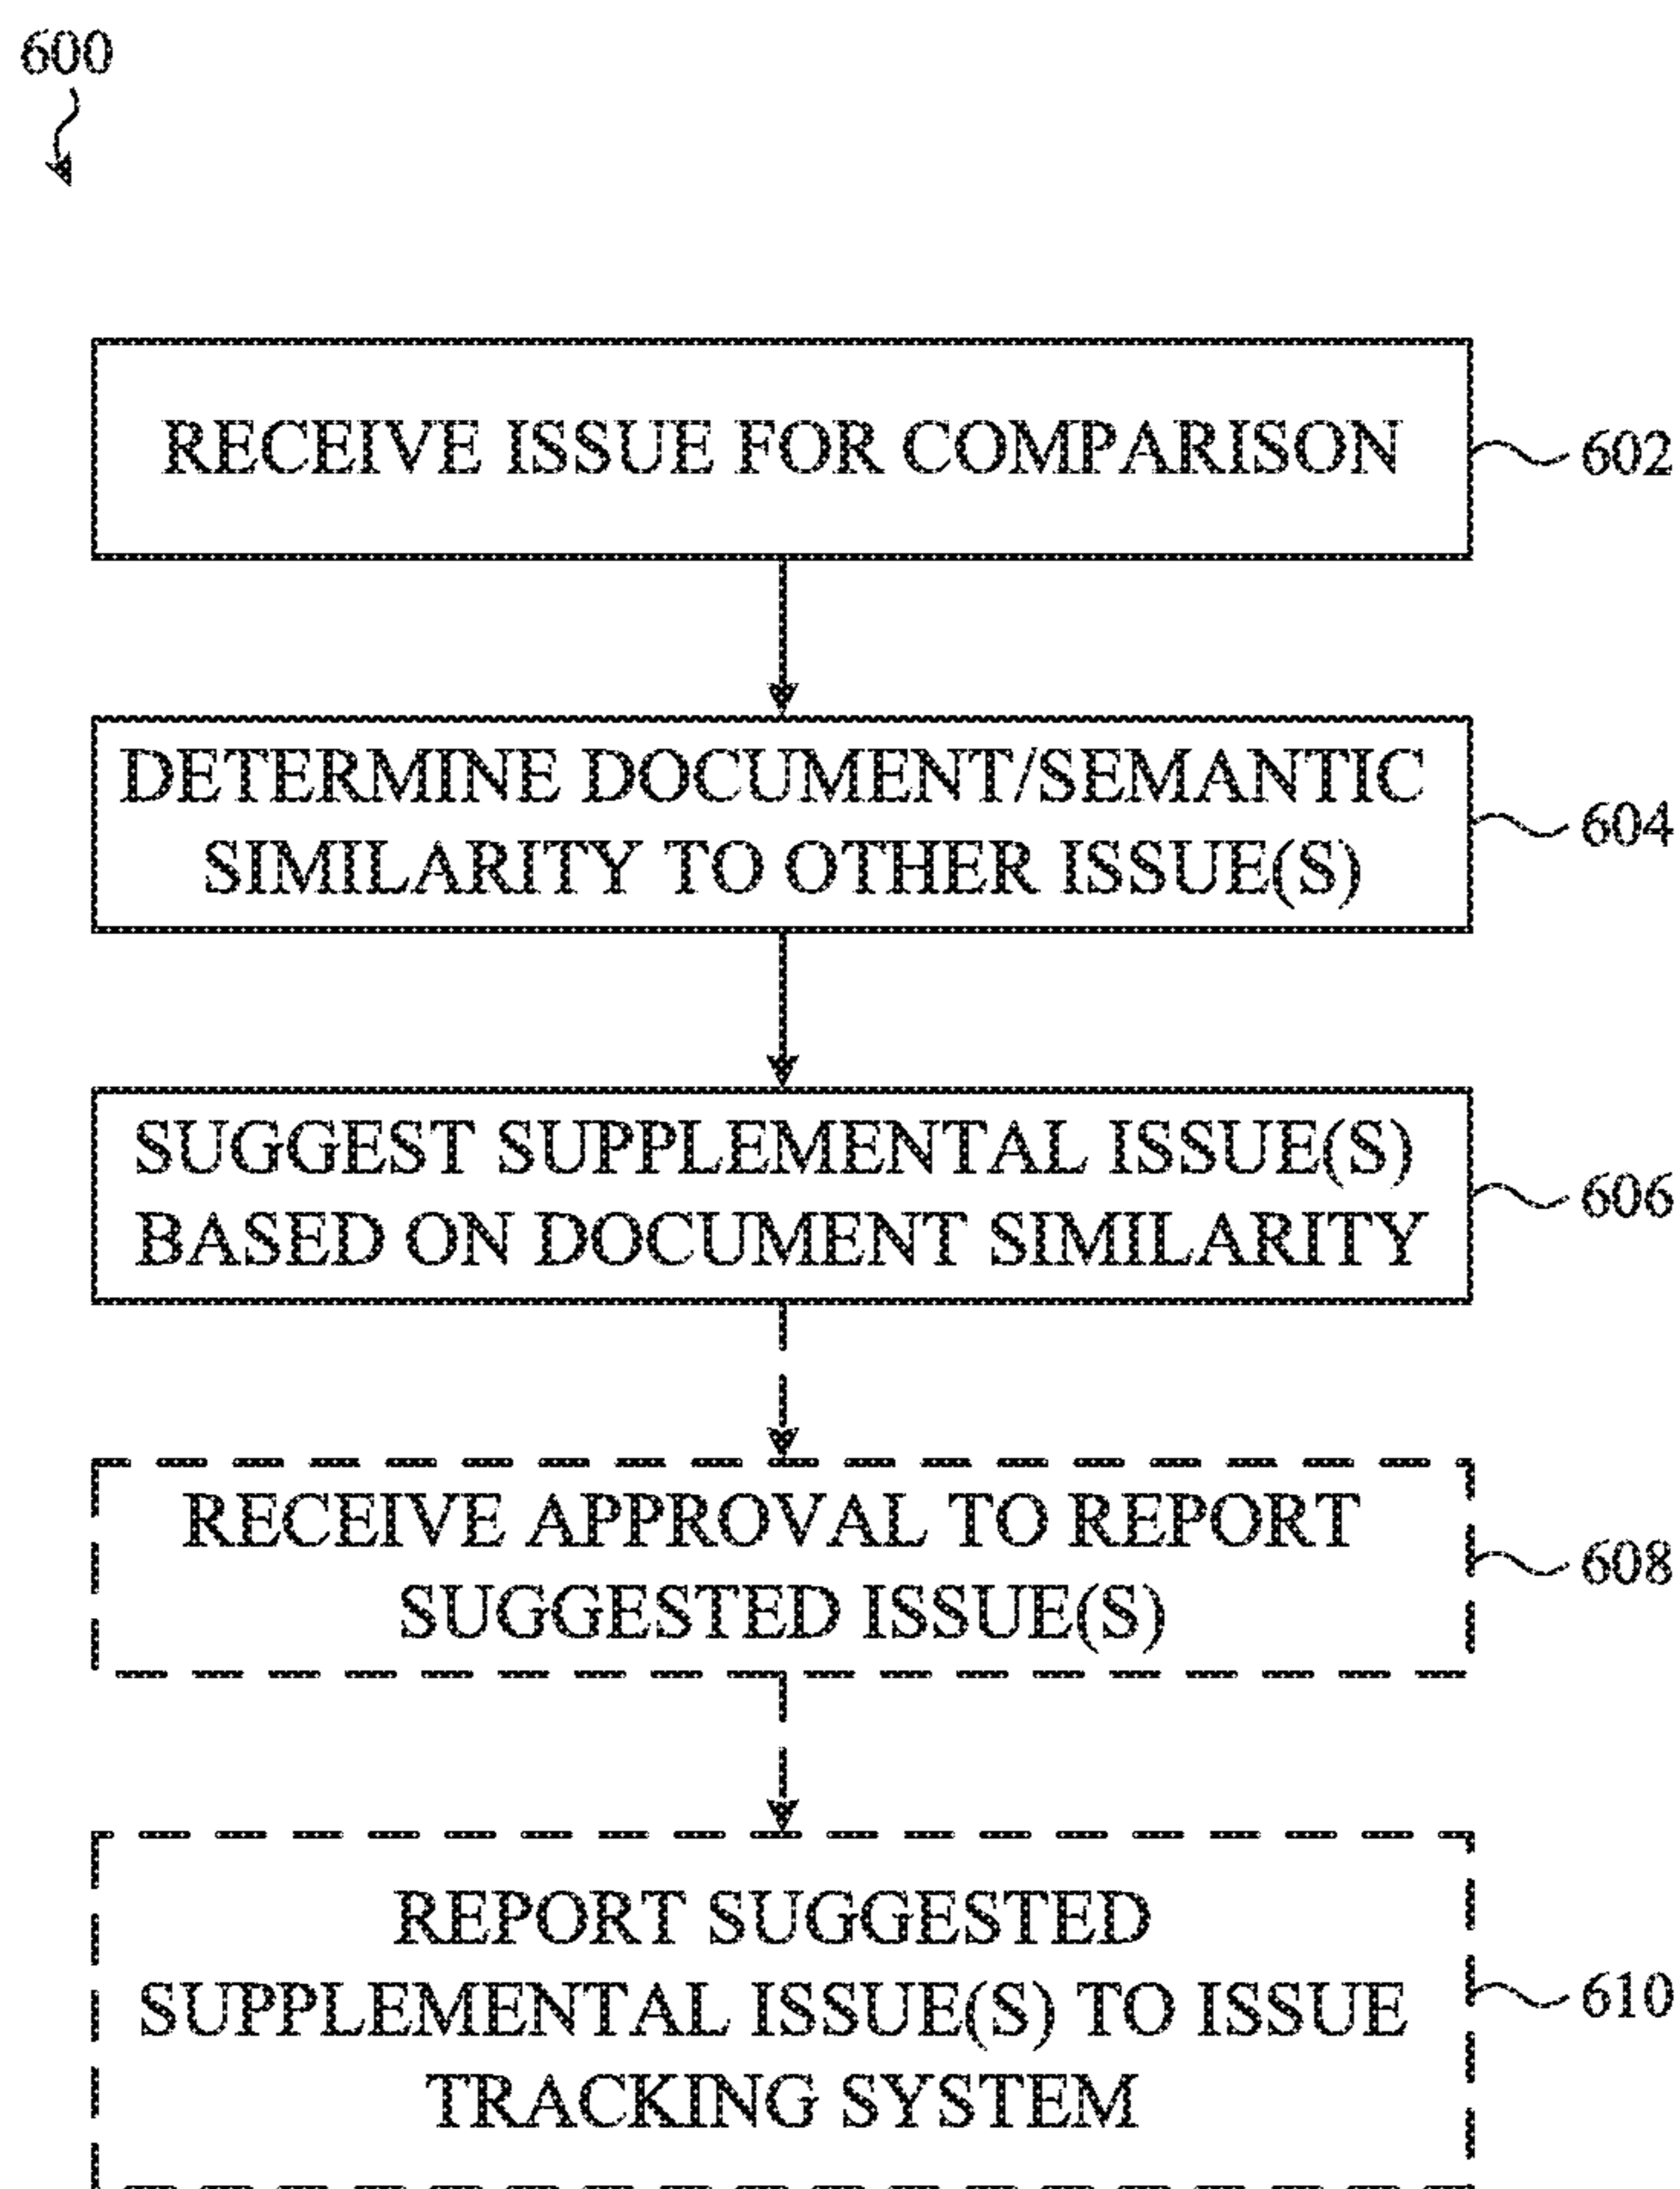 600
RECEIVE ISSUE FOR COMPARISON
602
DETERMINE DOCUMENT/SEMANTIC
SIMILARITY TO OTHER ISSUE(S)
604
SUGGEST SUPPLEMENTAL ISSUE(S)
BASED ON DOCUMENT SIMILARITY
606
RECEIVE APPROVAL TO REPORT
SUGGESTED ISSUE(S)
608
REPORT SUGGESTED
SUPPLEMENTAL ISSUE(S) TO ISSUE
TRACKING SYSTEM
610